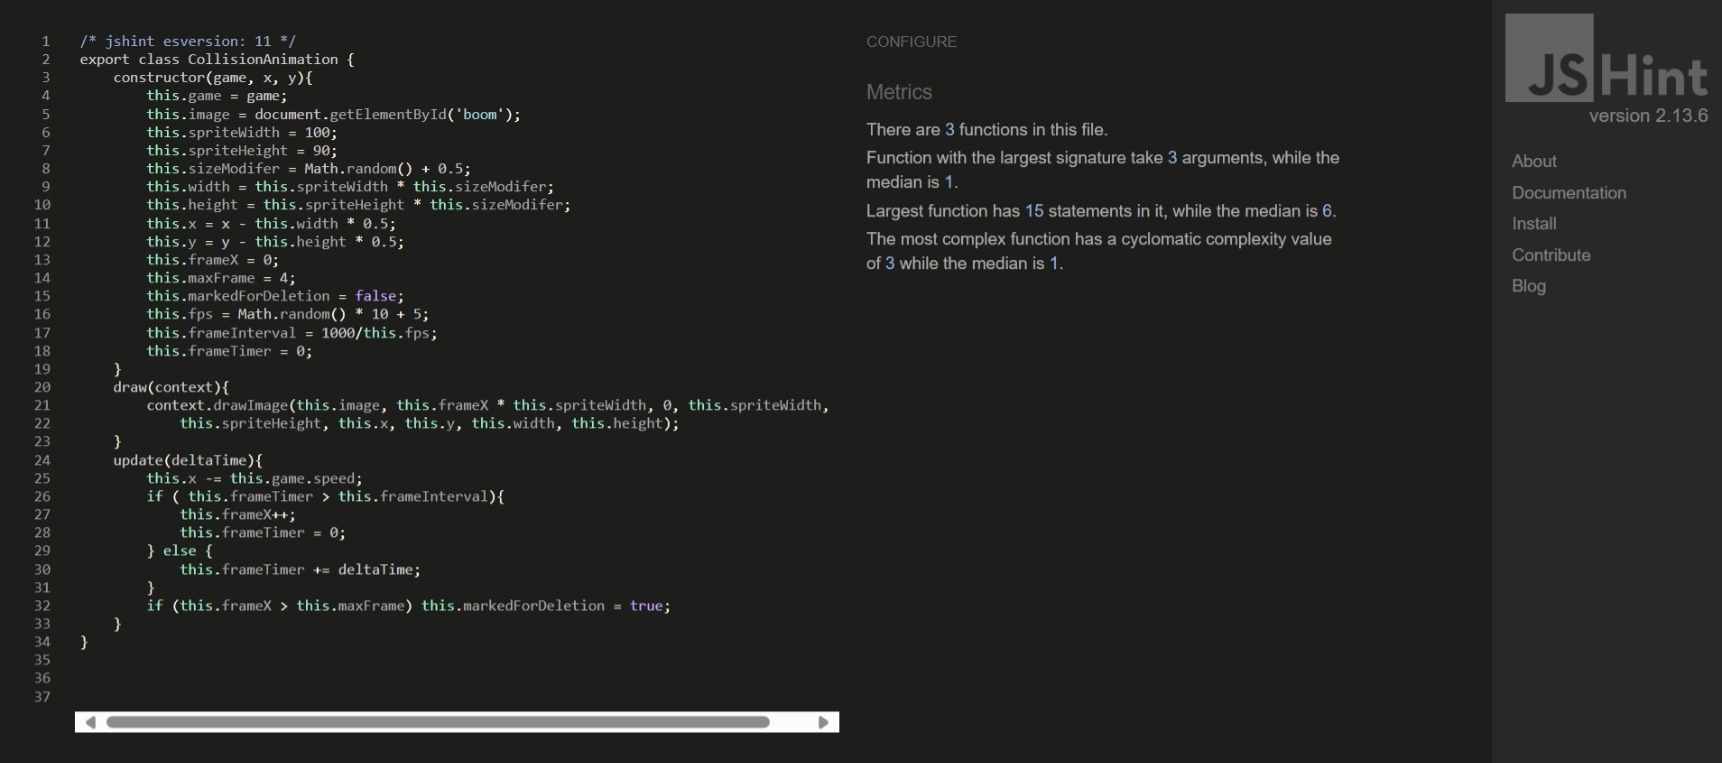 1 /* jshint esversion: 11 */
2 export class CollisionAnimation {
3 constructor(game, x, y){
4 this.game = game;
5 this.image = document.getElementById('boom');
6 this.spriteWidth = 100;
7 this.spriteHeight = 90;
8 this.sizeModifer = Math.random() + 0.5;
9 this.width = this.spriteWidth * this.sizeModifer;
10 this.height = this.spriteHeight * this.sizeModifer;
11 this.x = x - this.width * 0.5;
12 this.y = y - this.height * 0.5;
13 this.frameX = 0;
14 this.maxFrame = 4;
15 this.markedForDeletion = false;
16 this.fps = Math.random() * 10 + 5;
17 this.frameInterval = 1000/this.fps;
18 this.frameTimer = 0;
19 }
20 draw(context){
21 context.drawImage(this.image, this.frameX * this.spriteWidth, 0, this.spriteWidth,
22 this.spriteHeight, this.x, this.y, this.width, this.height);
23 }
24 update(deltaTime){
25 this.x -= this.game.speed;
26 if ( this.frameTimer > this.frameInterval){
27 this.frameX++;
28 this.frameTimer = 0;
29 } else {
30 this.frameTimer += deltaTime;
31 }
32 if (this.frameX > this.maxFrame) this.markedForDeletion = true;
33 }
34 }
35
36
37
CONFIGURE
Metrics
There are 3 functions in this file.
Function with the largest signature take 3 arguments, while the
median is 1.
Largest function has 15 statements in it, while the median is 6.
The most complex function has a cyclomatic complexity value
of 3 while the median is 1.
JSHint
version 2.13.6
About
Documentation
Install
Contribute
Blog